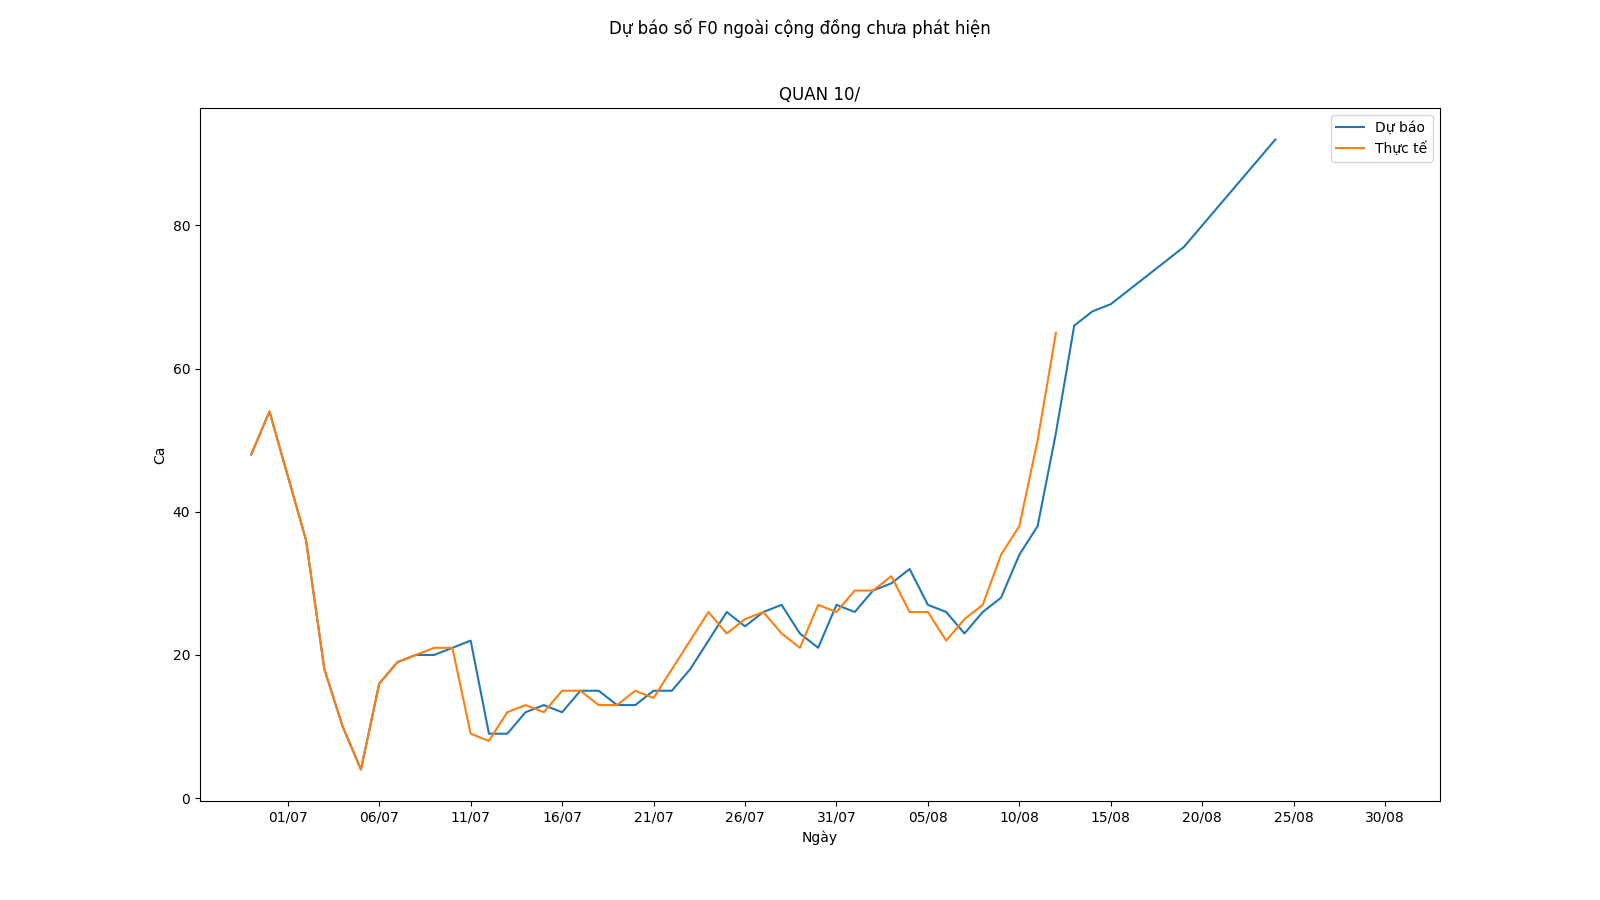 Dự báo số F0 ngoài cộng đồng chưa phát hiện
QUAN 10/
Dự báo
Thực tế
Ca
80
60
40
20
0
01/07 06/07 11/07 16/07 21/07 26/07 31/07 05/08 10/08 15/08 20/08 25/08 30/08
Ngày